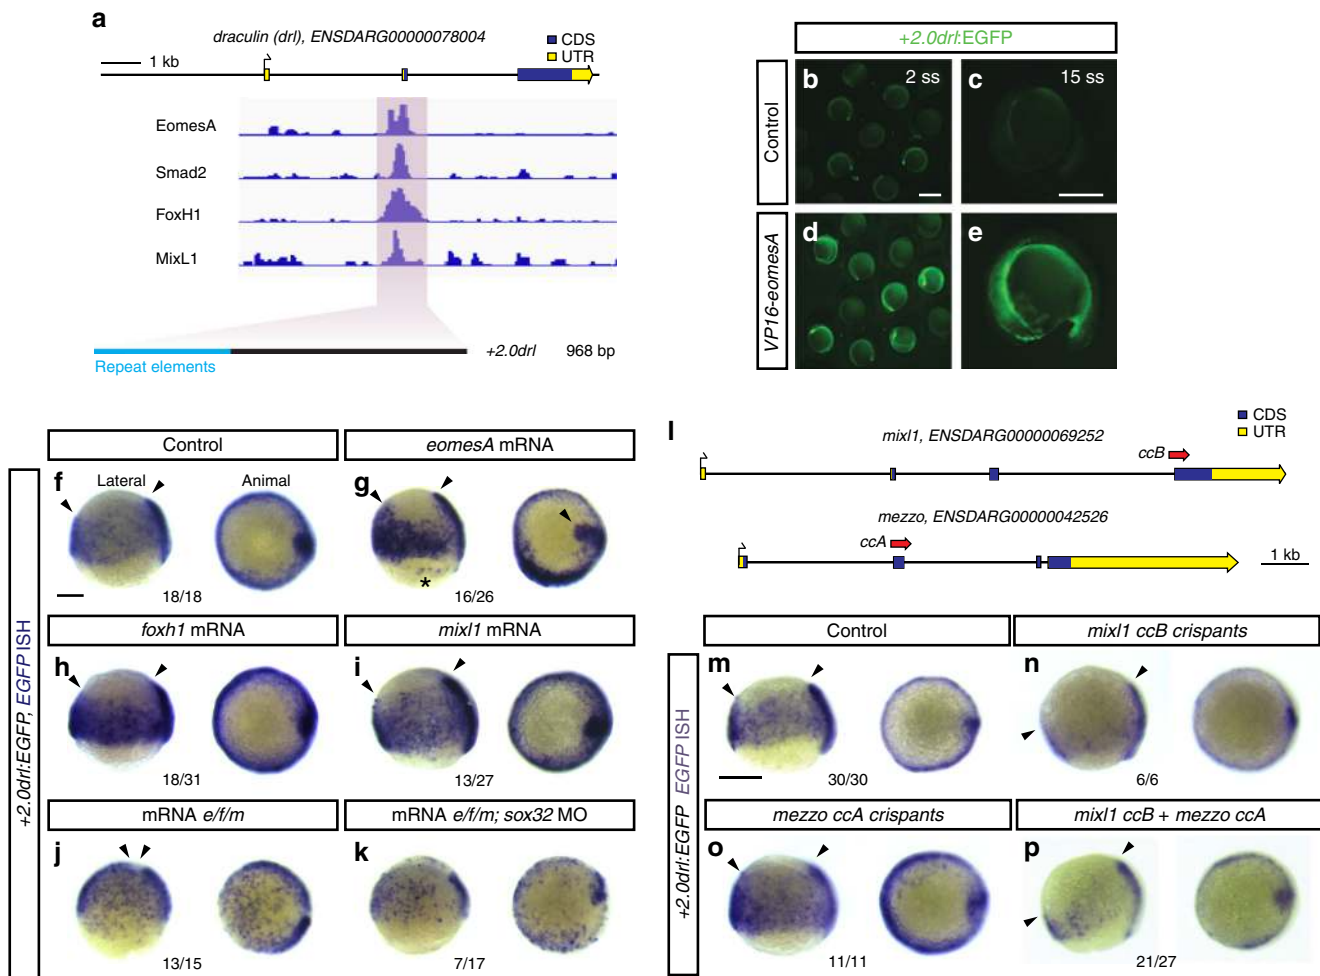 a
draculin (drl), ENSDARG00000078004
CDS
UTR
1 kb
EomesA
Smad2
FoxH1
MixL1
+2.0drl 968 bp
Repeat elements
+2.0drl:EGFP
Control
b 2 ss
c 15 ss
VP16-eomesA
d
e
+2.0drl:EGFP, EGFP ISH
Control
eomesA mRNA
f Lateral Animal
18/18
g
*
16/26
foxh1 mRNA
mixl1 mRNA
h
18/31
i
13/27
mRNA e/f/m
mRNA e/f/m; sox32 MO
j
13/15
k
7/17
l
CDS
UTR
mixl1, ENSDARG00000069252
ccB
mezzo, ENSDARG00000042526
ccA
1 kb
+2.0drl:EGFP EGFP ISH
Control
mixl1 ccB crispants
m
30/30
n
6/6
mezzo ccA crispants
mixl1 ccB + mezzo ccA
o
11/11
p
21/27